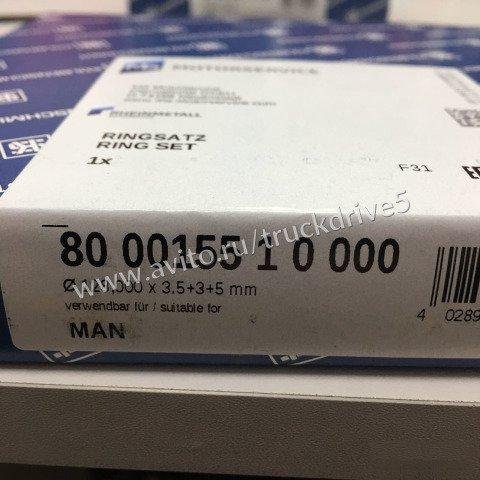 MOTORSERVICE
RHEINMETALL
RINGSATZ
RING SET
1x
F31
80 00155 1 0 000
www.avito.ru/truckdrive5
,000 x 3.5+3+5 mm
verwendbar für / suitable for
MAN
4 0289